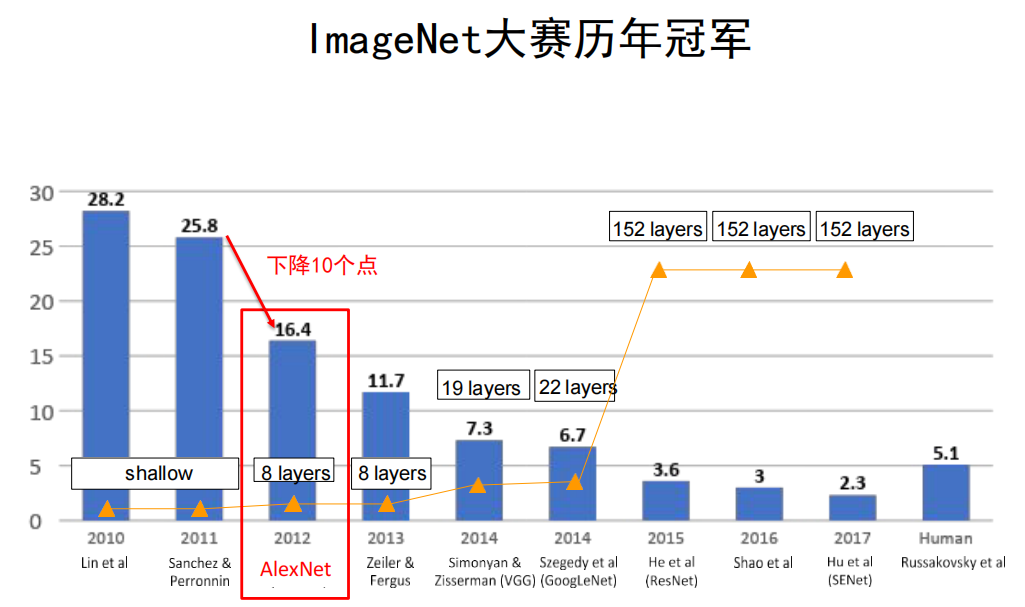 ImageNet大赛历年冠军
30
25
20
15
10
5
0
28.2
25.8
16.4
11.7
7.3
6.7
3.6
3
2.3
5.1
下降10个点
shallow
8 layers
8 layers
19 layers
22 layers
152 layers
152 layers
152 layers
2010
Lin et al
2011
Sanchez &
Perronnin
2012
AlexNet
2013
Zeiler &
Fergus
2014
Simonyan &
Zisserman (VGG)
2014
Szegedy et al
(GoogLeNet)
2015
He et al
(ResNet)
2016
Shao et al
2017
Hu et al
(SENet)
Human
Russakovsky et al